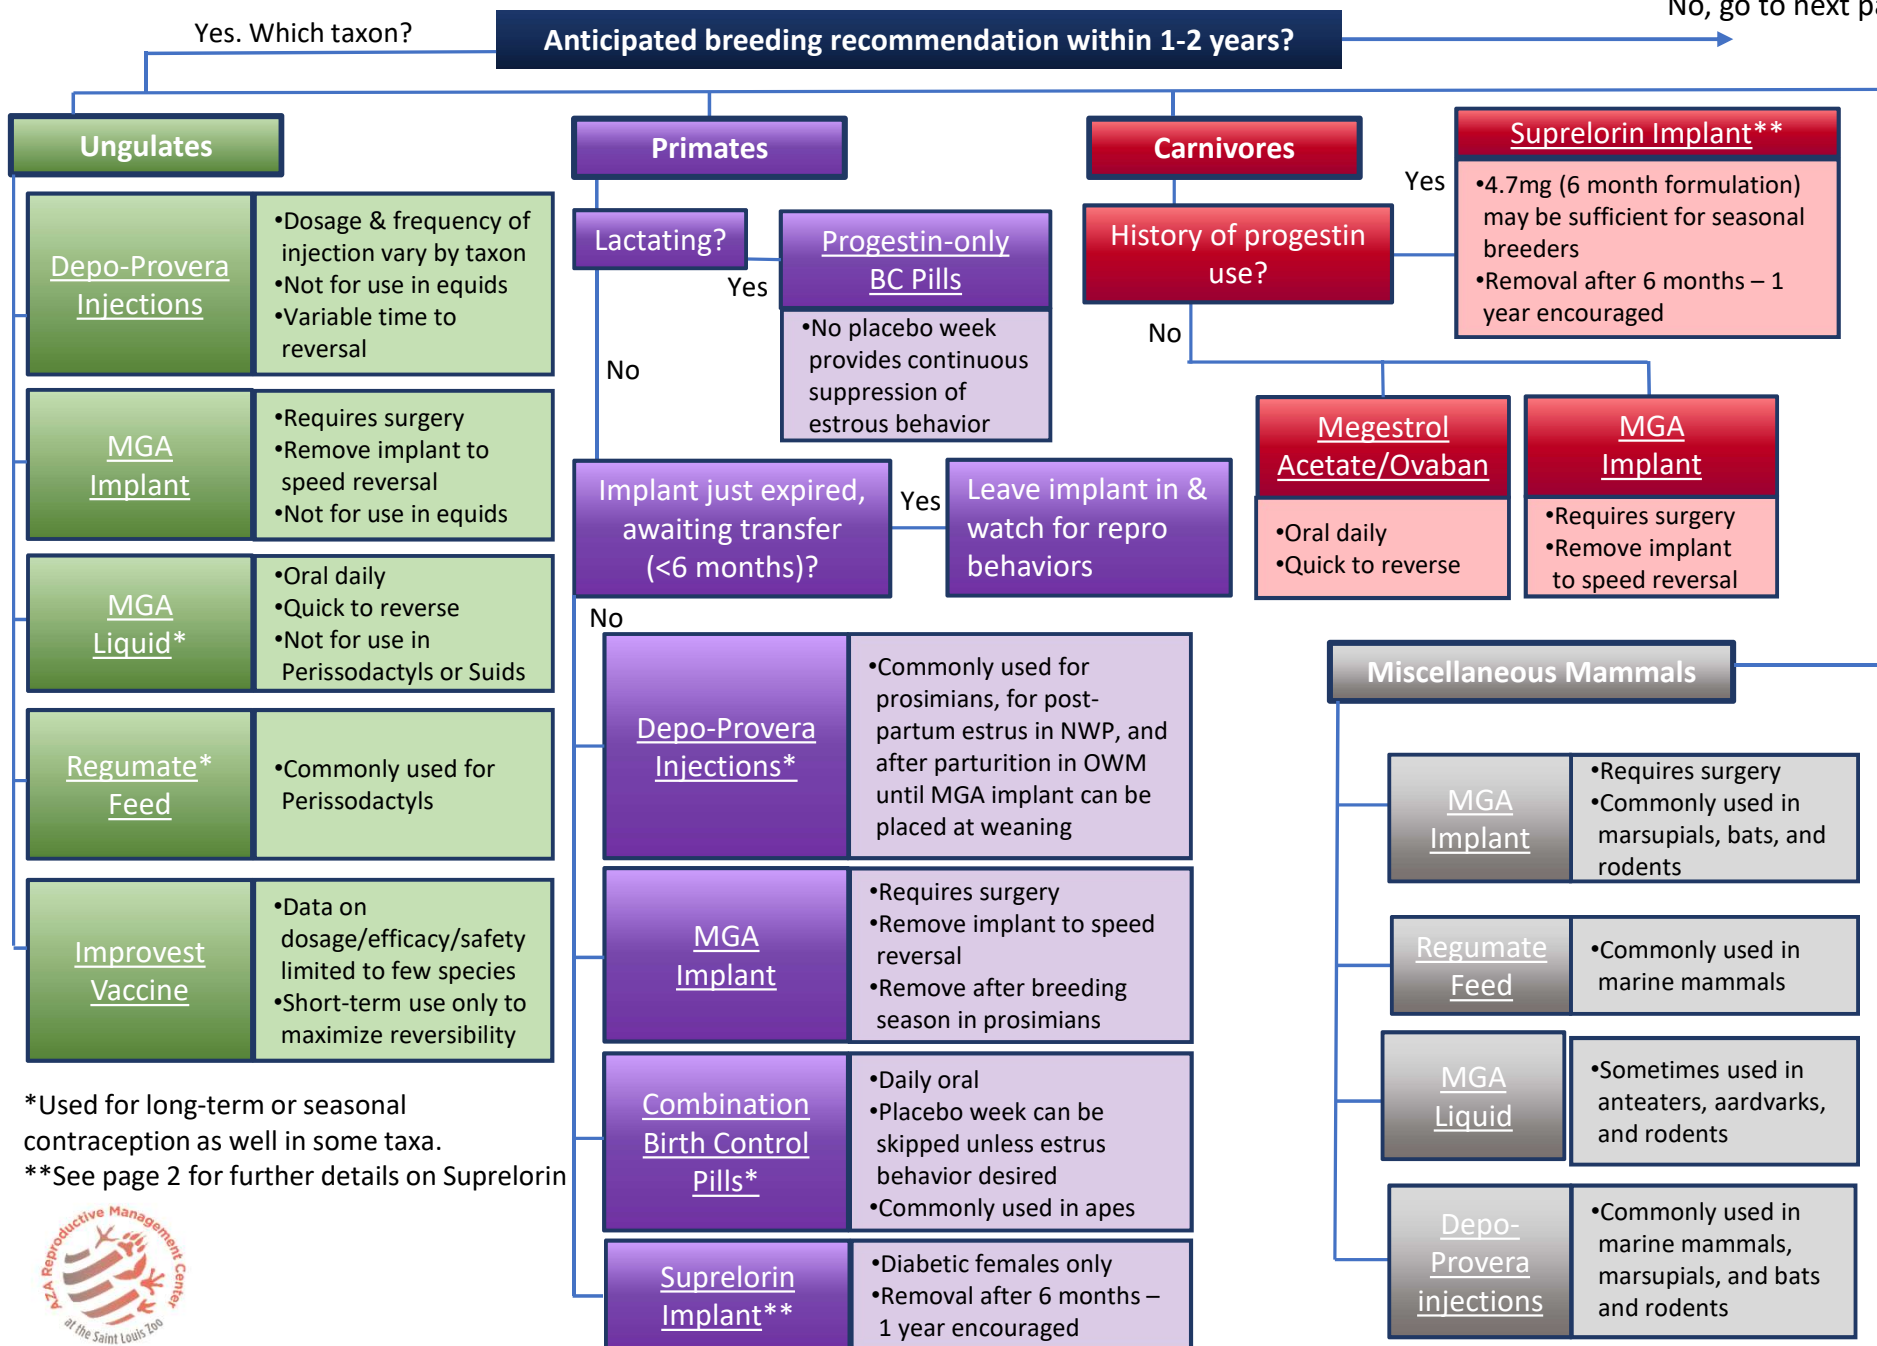 No, go to next pa
Yes. Which taxon?
Anticipated breeding recommendation within 1-2 years?
Ungulates
Depo-Provera
Injections
•Dosage & frequency of
injection vary by taxon
•Not for use in equids
•Variable time to
reversal
MGA
Implant
•Requires surgery
•Remove implant to
speed reversal
•Not for use in equids
MGA
Liquid*
•Oral daily
•Quick to reverse
•Not for use in
Perissodactyls or Suids
Regumate*
Feed
•Commonly used for
Perissodactyls
Improvest
Vaccine
•Data on
dosage/efficacy/safety
limited to few species
•Short-term use only to
maximize reversibility
*Used for long-term or seasonal
contraception as well in some taxa.
**See page 2 for further details on Suprelorin
AZA Reproductive Management Center
at the Saint Louis Zoo
Primates
Lactating?
Yes
Progestin-only
BC Pills
•No placebo week
provides continuous
suppression of
estrous behavior
No
Implant just expired,
awaiting transfer
(<6 months)?
Yes
Leave implant in &
watch for repro
behaviors
No
Depo-Provera
Injections*
•Commonly used for
prosimians, for post-
partum estrus in NWP, and
after parturition in OWM
until MGA implant can be
placed at weaning
MGA
Implant
•Requires surgery
•Remove implant to speed
reversal
•Remove after breeding
season in prosimians
Combination
Birth Control
Pills*
•Daily oral
•Placebo week can be
skipped unless estrus
behavior desired
•Commonly used in apes
Suprelorin
Implant**
•Diabetic females only
•Removal after 6 months –
1 year encouraged
Carnivores
History of progestin
use?
Yes
Suprelorin Implant**
•4.7mg (6 month formulation)
may be sufficient for seasonal
breeders
•Removal after 6 months – 1
year encouraged
No
Megestrol
Acetate/Ovaban
•Oral daily
•Quick to reverse
MGA
Implant
•Requires surgery
•Remove implant
to speed reversal
Miscellaneous Mammals
MGA
Implant
•Requires surgery
•Commonly used in
marsupials, bats, and
rodents
Regumate
Feed
•Commonly used in
marine mammals
MGA
Liquid
•Sometimes used in
anteaters, aardvarks,
and rodents
Depo-
Provera
injections
•Commonly used in
marine mammals,
marsupials, and bats
and rodents